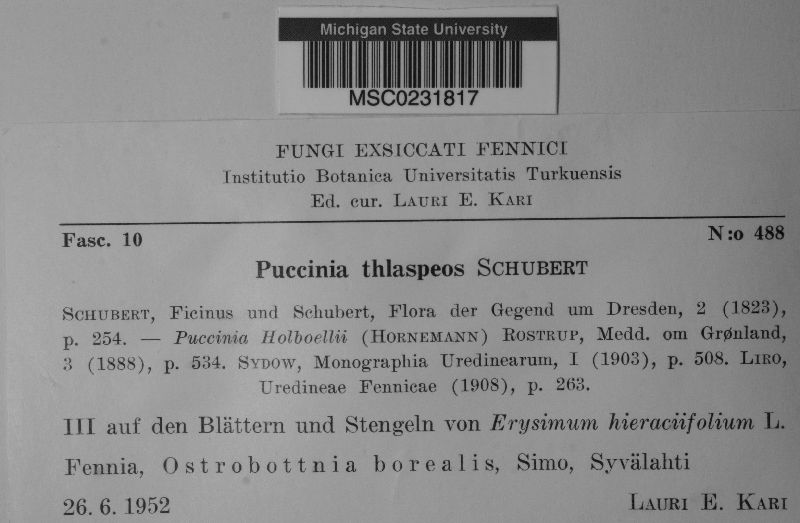 Michigan State University
MSC0231817
FUNGI EXSICCATI FENNICI
Institutio Botanica Universitatis Turkuensis
Ed. cur. LAURI E. KARI
Fasc. 10 N:o 488
Puccinia thlaspeos SCHUBERT
SCHUBERT, Ficinus und Schubert, Flora der Gegend um Dresden, 2 (1823),
p. 254. — Puccinia Holboellii (HORNEMANN) ROSTRUP, Medd. om Grønland,
3 (1888), p. 534. SYDOW, Monographia Uredinearum, I (1903), p. 508. LIRO,
Uredineae Fennicae (1908), p. 263.
III auf den Blättern und Stengeln von Erysimum hieraciifolium L.
Fennia, Ostrobottnia borealis, Simo, Syvälahti
26. 6. 1952 LAURI E. KARI